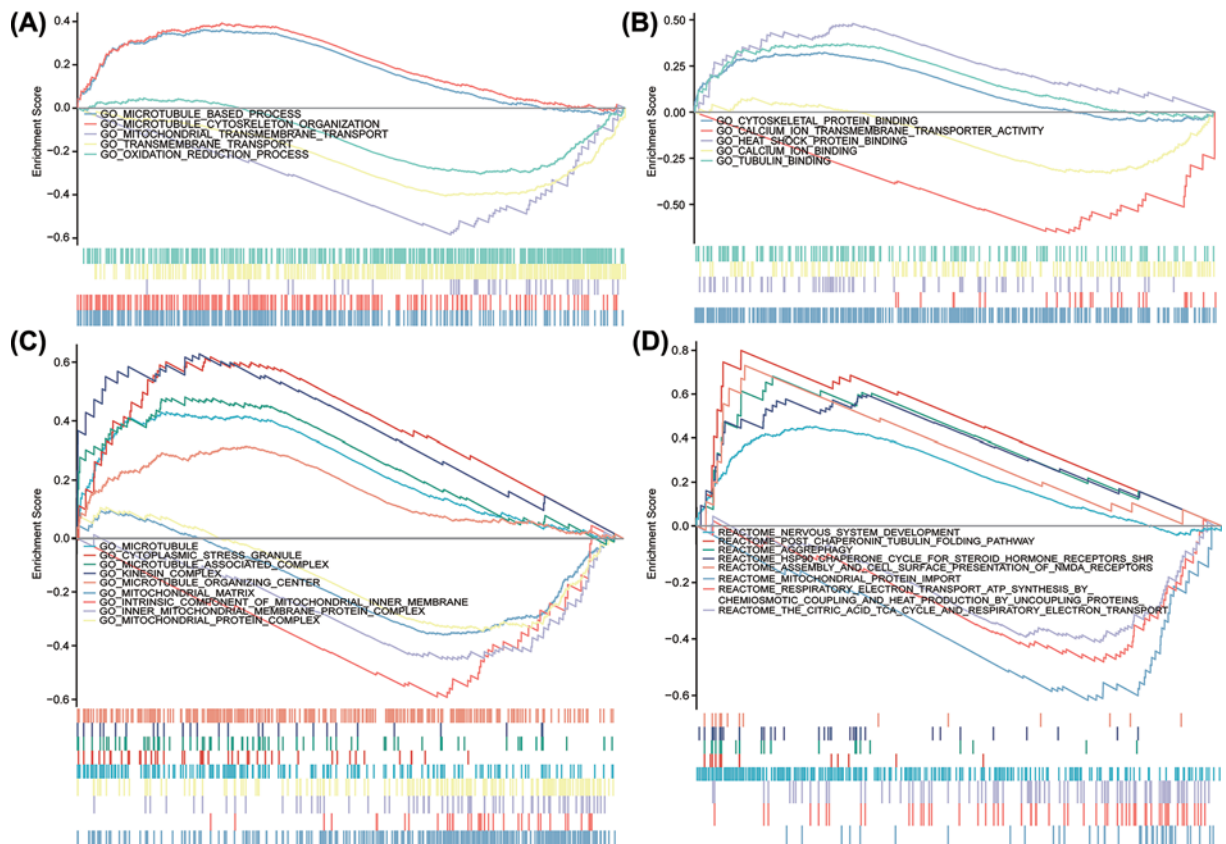 (A)
0.4
0.2
0.0
−0.2
−0.4
−0.6
Enrichment Score
GO_MICROTUBULE_BASED_PROCESS
GO_MICROTUBULE_CYTOSKELETON_ORGANIZATION
GO_MITOCHONDRIAL_TRANSMEMBRANE_TRANSPORT
GO_TRANSMEMBRANE_TRANSPORT
GO_OXIDATION_REDUCTION_PROCESS
(B)
0.50
0.25
0.00
−0.25
−0.50
Enrichment Score
GO_CYTOSKELETAL_PROTEIN_BINDING
GO_CALCIUM_ION_TRANSMEMBRANE_TRANSPORTER_ACTIVITY
GO_HEAT_SHOCK_PROTEIN_BINDING
GO_CALCIUM_ION_BINDING
GO_TUBULIN_BINDING
(C)
0.6
0.4
0.2
0.0
−0.2
−0.4
−0.6
Enrichment Score
GO_MICROTUBULE
GO_CYTOPLASMIC_STRESS_GRANULE
GO_MICROTUBULE_ASSOCIATED_COMPLEX
GO_KINESIN_COMPLEX
GO_MICROTUBULE_ORGANIZING_CENTER
GO_MITOCHONDRIAL_MATRIX
GO_INTRINSIC_COMPONENT_OF_MITOCHONDRIAL_INNER_MEMBRANE
GO_INNER_MITOCHONDRIAL_MEMBRANE_PROTEIN_COMPLEX
GO_MITOCHONDRIAL_PROTEIN_COMPLEX
(D)
0.8
0.6
0.4
0.2
0.0
−0.2
−0.4
−0.6
Enrichment Score
REACTOME_NERVOUS_SYSTEM_DEVELOPMENT
REACTOME_POST_CHAPERONIN_TUBULIN_FOLDING_PATHWAY
REACTOME_AGGREPHAGY
REACTOME_HSP90_CHAPERONE_CYCLE_FOR_STEROID_HORMONE_RECEPTORS_SHR
REACTOME_ASSEMBLY_AND_CELL_SURFACE_PRESENTATION_OF_NMDA_RECEPTORS
REACTOME_MITOCHONDRIAL_PROTEIN_IMPORT
REACTOME_RESPIRATORY_ELECTRON_TRANSPORT_ATP_SYNTHESIS_BY_
CHEMIOSMOTIC_COUPLING_AND_HEAT_PRODUCTION_BY_UNCOUPLING_PROTEINS
REACTOME_THE_CITRIC_ACID_TCA_CYCLE_AND_RESPIRATORY_ELECTRON_TRANSPORT